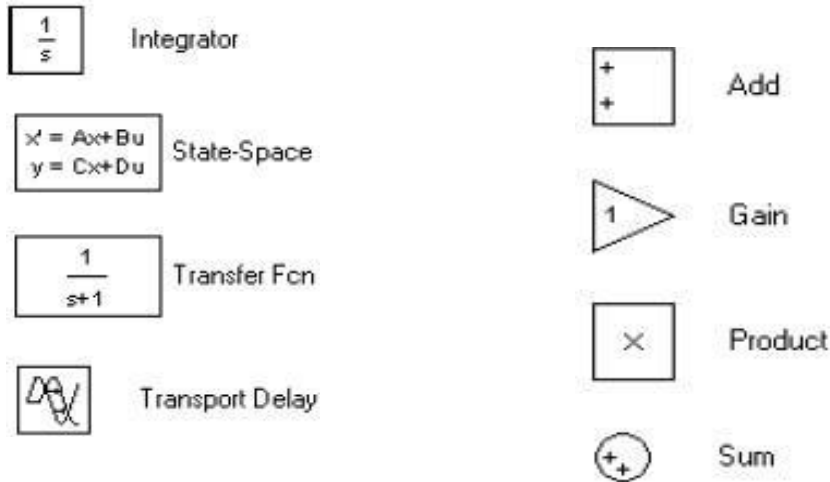 1
s
Integrator
x' = Ax+Bu
y = Cx+Du
State-Space
1
s+1
Transfer Fcn
Transport Delay
+
+
Add
1
Gain
×
Product
+
+
Sum